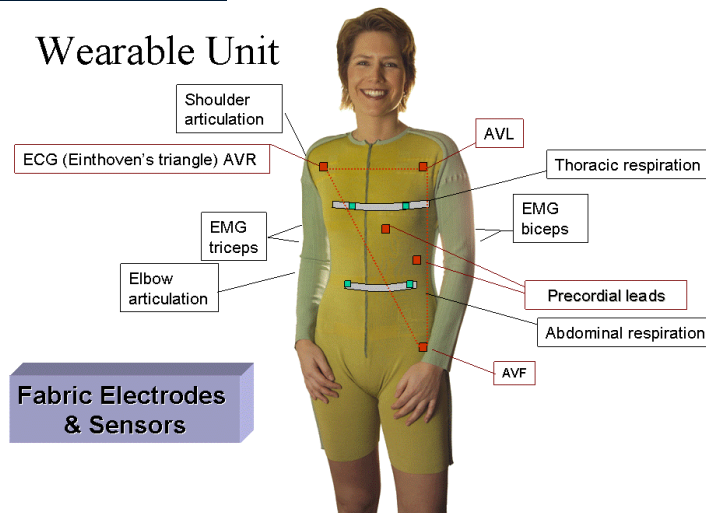 Wearable Unit
Shoulder
articulation
ECG (Einthoven's triangle) AVR
AVL
Thoracic respiration
EMG
triceps
EMG
biceps
Elbow
articulation
Precordial leads
Abdominal respiration
AVF
Fabric Electrodes
& Sensors